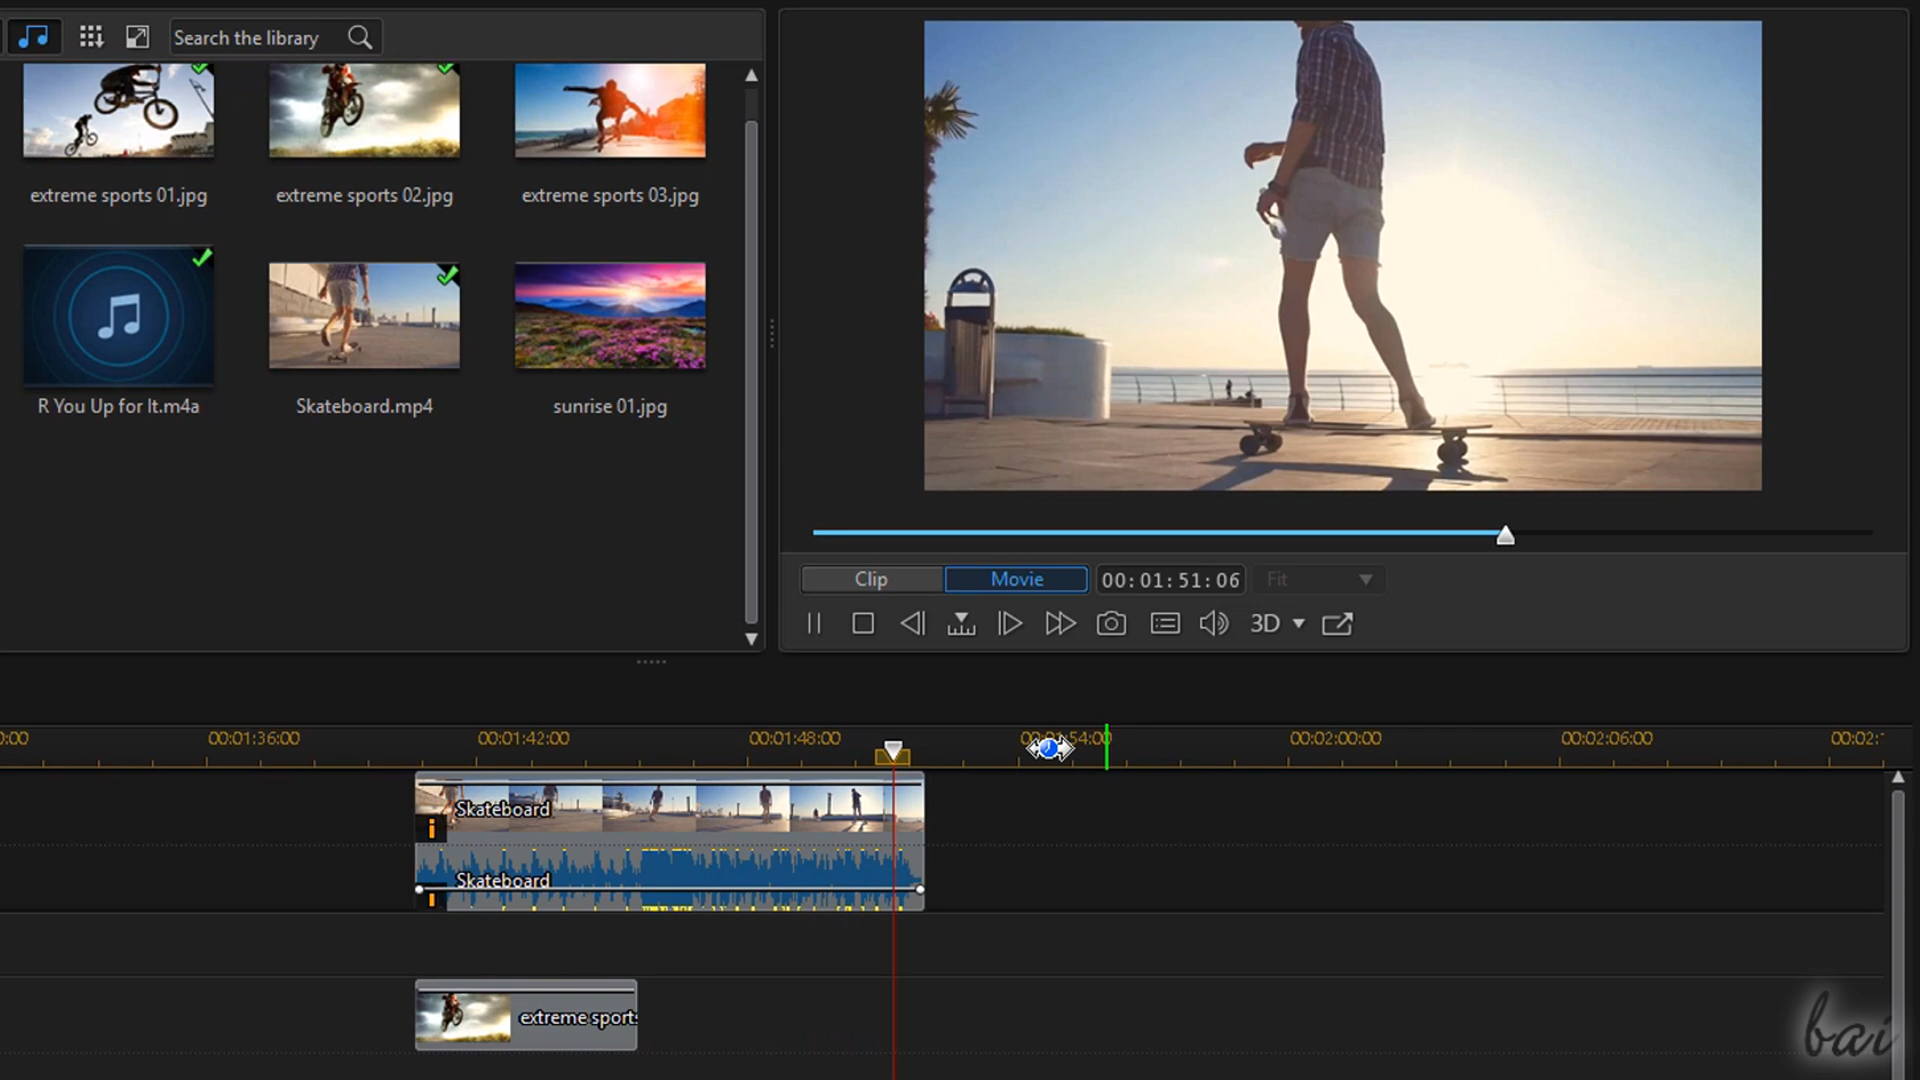 Search the library
extreme sports 01.jpg
extreme sports 02.jpg
extreme sports 03.jpg
R You Up for It.m4a
Skateboard.mp4
sunrise 01.jpg
Clip
Movie
00:01:51:06
Fit
3D
0:00
00:01:36:00
00:01:42:00
00:01:48:00
54:00
00:02:00:00
00:02:06:00
00:02:
Skateboard
Skateboard
extreme sports
bai